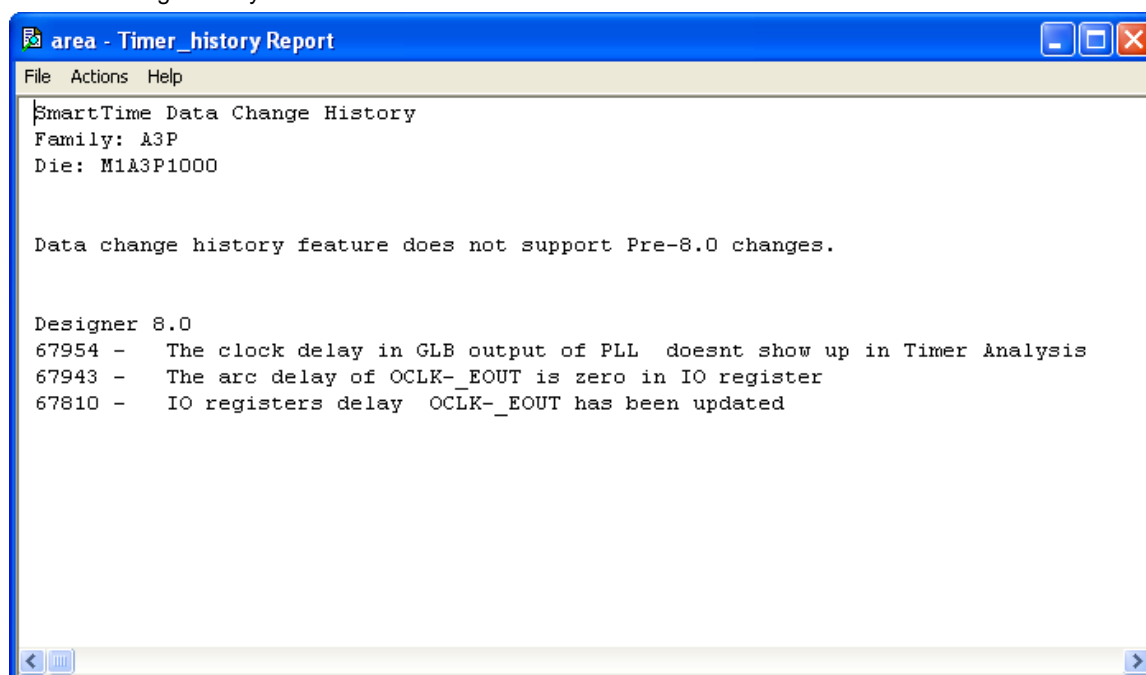 area - Timer_history Report
File Actions Help
SmartTime Data Change History
Family: A3P
Die: M1A3P1000
Data change history feature does not support Pre-8.0 changes.
Designer 8.0
67954 - The clock delay in GLB output of PLL doesnt show up in Timer Analysis
67943 - The arc delay of OCLK-_EOUT is zero in IO register
67810 - IO registers delay OCLK-_EOUT has been updated